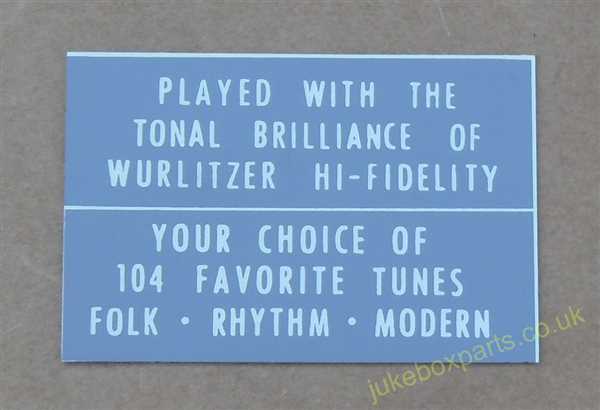 PLAYED WITH THE
TONAL BRILLIANCE OF
WURLITZER HI-FIDELITY
YOUR CHOICE OF
104 FAVORITE TUNES
FOLK · RHYTHM · MODERN
jukeboxparts.co.uk